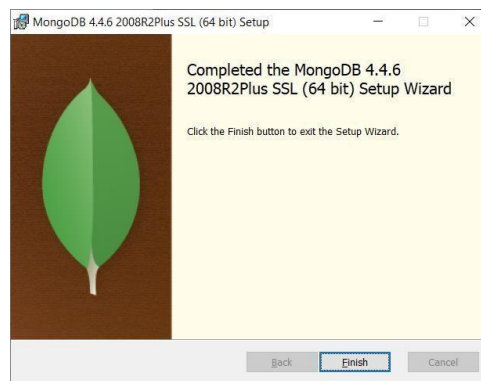 MongoDB 4.4.6 2008R2Plus SSL (64 bit) Setup
Completed the MongoDB 4.4.6
2008R2Plus SSL (64 bit) Setup Wizard
Click the Finish button to exit the Setup Wizard.
Back Finish Cancel